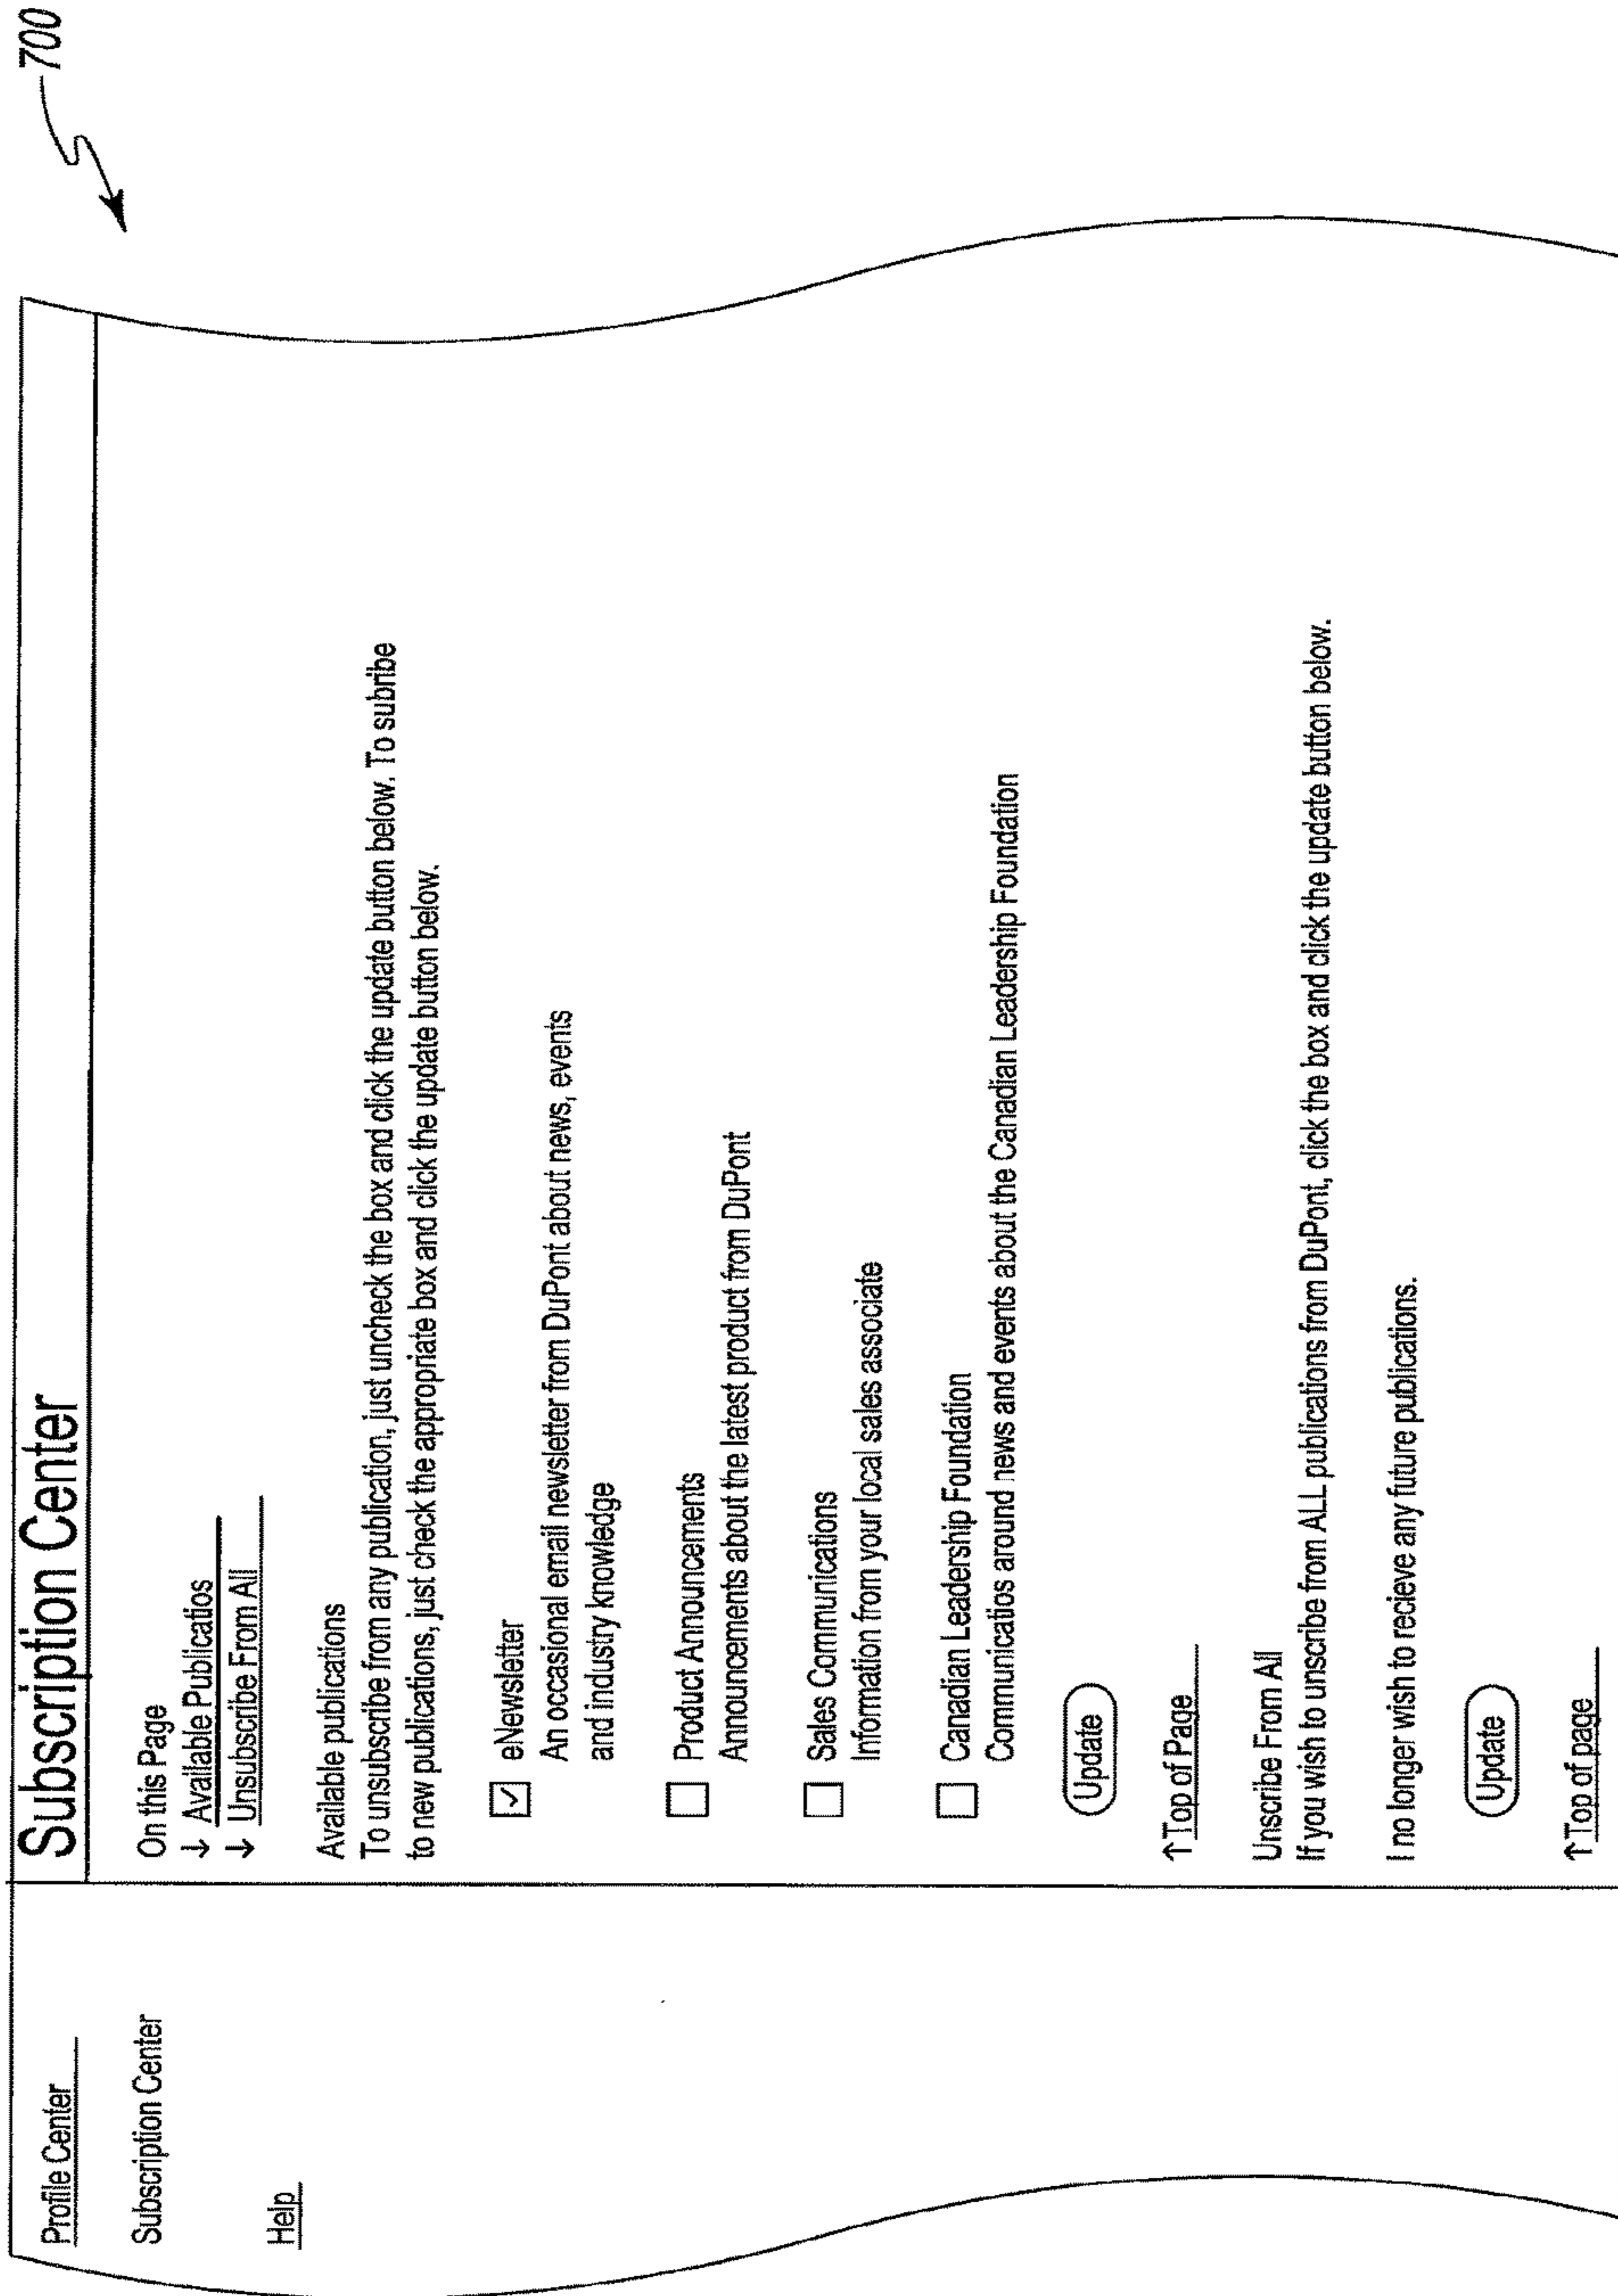 700
Profile Center
Subscription Center
Help
Subscription Center
On this Page
↓ Available Publicatios
↓ Unsubscribe From All
Available publications
To unsubscribe from any publication, just uncheck the box and click the update button below. To subribe
to new publications, just check the appropriate box and click the update button below.
eNewsletter
An occasional email newsletter from DuPont about news, events
and industry knowledge
Product Announcements
Announcements about the latest product from DuPont
Sales Communications
Information from your local sales associate
Canadian Leadership Foundation
Communicatios around news and events about the Canadian Leadership Foundation
Update
↑Top of Page
Unscribe From All
If you wish to unscribe from ALL publications from DuPont, click the box and click the update button below.
I no longer wish to recieve any future publications.
Update
↑Top of page